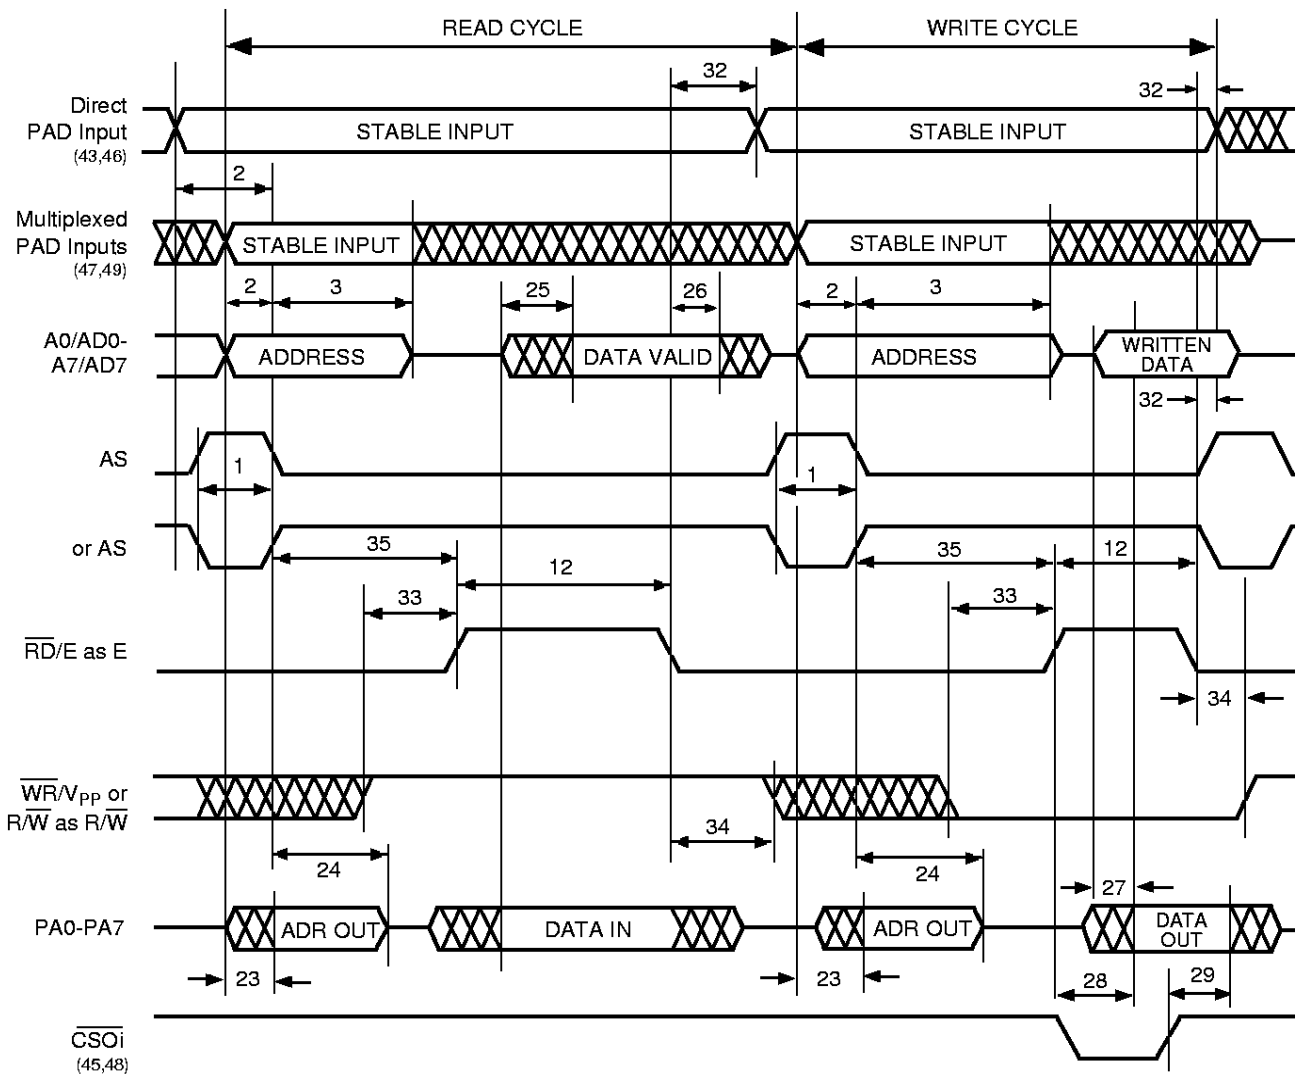 READ CYCLE
WRITE CYCLE
32
32
Direct
PAD Input
(43,46)
STABLE INPUT
STABLE INPUT
2
Multiplexed
PAD Inputs
(47,49)
STABLE INPUT
STABLE INPUT
2
3
25
26
2
3
A0/AD0-
A7/AD7
ADDRESS
DATA VALID
ADDRESS
WRITTEN
DATA
32
AS
1
1
or AS
35
12
35
12
33
33
RD/E as E
34
WR/VPP or
R/W as R/W
34
24
24
27
PA0-PA7
ADR OUT
DATA IN
ADR OUT
DATA
OUT
23
23
28
29
CSOi
(45,48)